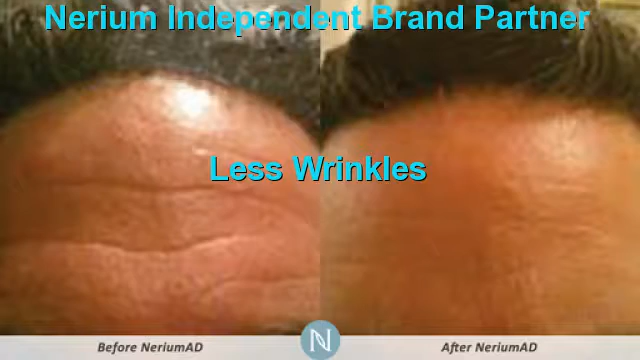 Nerium Independent Brand Partner
Less Wrinkles
Before NeriumAD
N
After NeriumAD